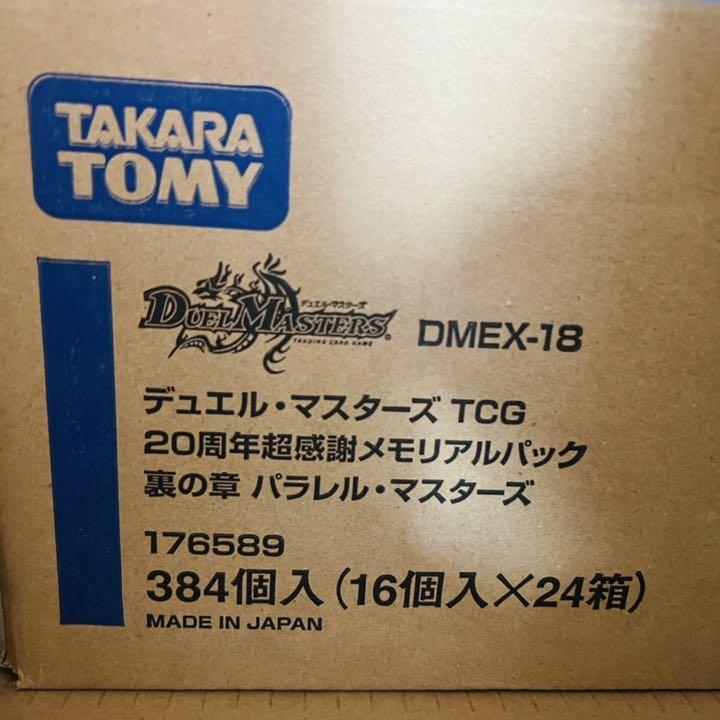 TAKARA
TOMY
デュエル・マスターズ
DUEL MASTERS
TRADING CARD GAME
DMEX-18
デュエル・マスターズ TCG
20周年超感謝メモリアルパック
裏の章 パラレル・マスターズ
176589
384個入(16個入×24箱)
MADE IN JAPAN